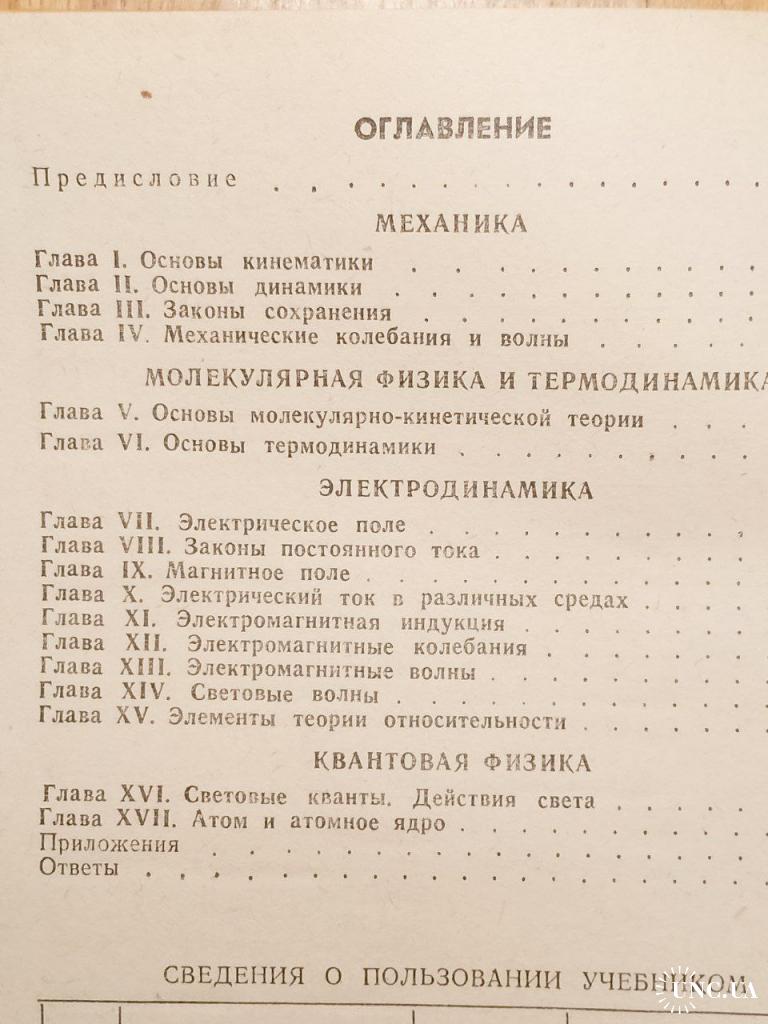 ОГЛАВЛЕНИЕ
Предисловие . . . . . . . . . . . . . . .
МЕХАНИКА
Глава I. Основы кинематики . . . . . . . . . .
Глава II. Основы динамики . . . . . . . . . .
Глава III. Законы сохранения . . . . . . . . .
Глава IV. Механические колебания и волны . . . . .
МОЛЕКУЛЯРНАЯ ФИЗИКА И ТЕРМОДИНАМИКА
Глава V. Основы молекулярно-кинетической теории . . .
Глава VI. Основы термодинамики . . . . . . . .
ЭЛЕКТРОДИНАМИКА
Глава VII. Электрическое поле . . . . . . . . .
Глава VIII. Законы постоянного тока . . . . . . .
Глава IX. Магнитное поле . . . . . . . . . . .
Глава X. Электрический ток в различных средах . . . .
Глава XI. Электромагнитная индукция . . . . . . .
Глава XII. Электромагнитные колебания . . . . . .
Глава XIII. Электромагнитные волны . . . . . . .
Глава XIV. Световые волны . . . . . . . . . .
Глава XV. Элементы теории относительности . . . . .
КВАНТОВАЯ ФИЗИКА
Глава XVI. Световые кванты. Действия света . . . .
Глава XVII. Атом и атомное ядро . . . . . . . .
Приложения . . . . . . . . . . . . . . .
Ответы . . . . . . . . . . . . . . . .
СВЕДЕНИЯ О ПОЛЬЗОВАНИИ УЧЕБНИКОМ
UNC.UA